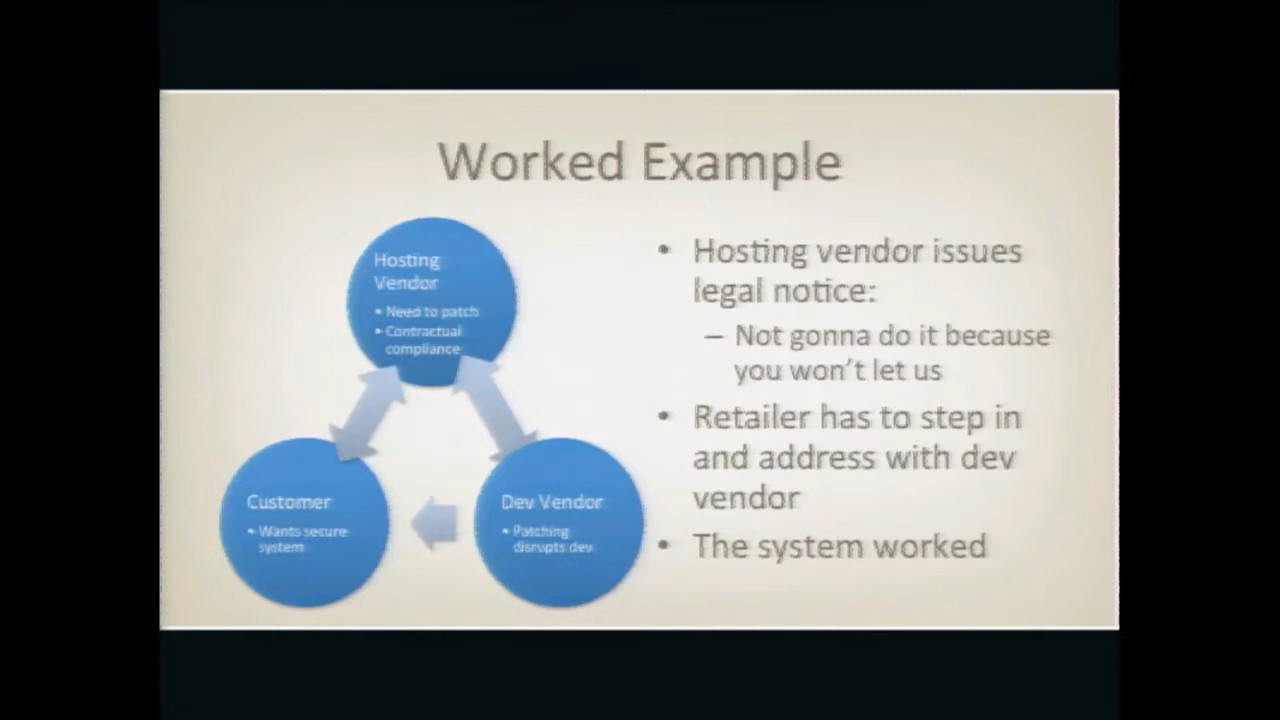 Worked Example
Hosting
Vendor
• Need to patch
• Contractual
compliance
Customer
• Wants secure
system
Dev Vendor
• Patching
disrupts dev
• Hosting vendor issues
legal notice:
– Not gonna do it because
you won't let us
• Retailer has to step in
and address with dev
vendor
• The system worked